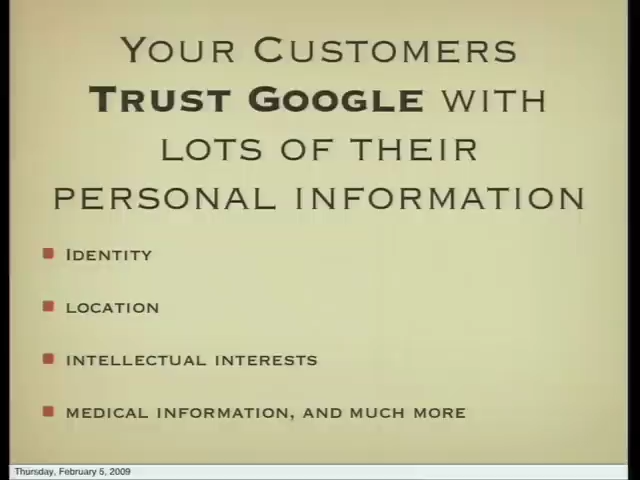 Your Customers
Trust Google with
lots of their
personal information
Identity
location
intellectual interests
medical information, and much more
Thursday, February 5, 2009